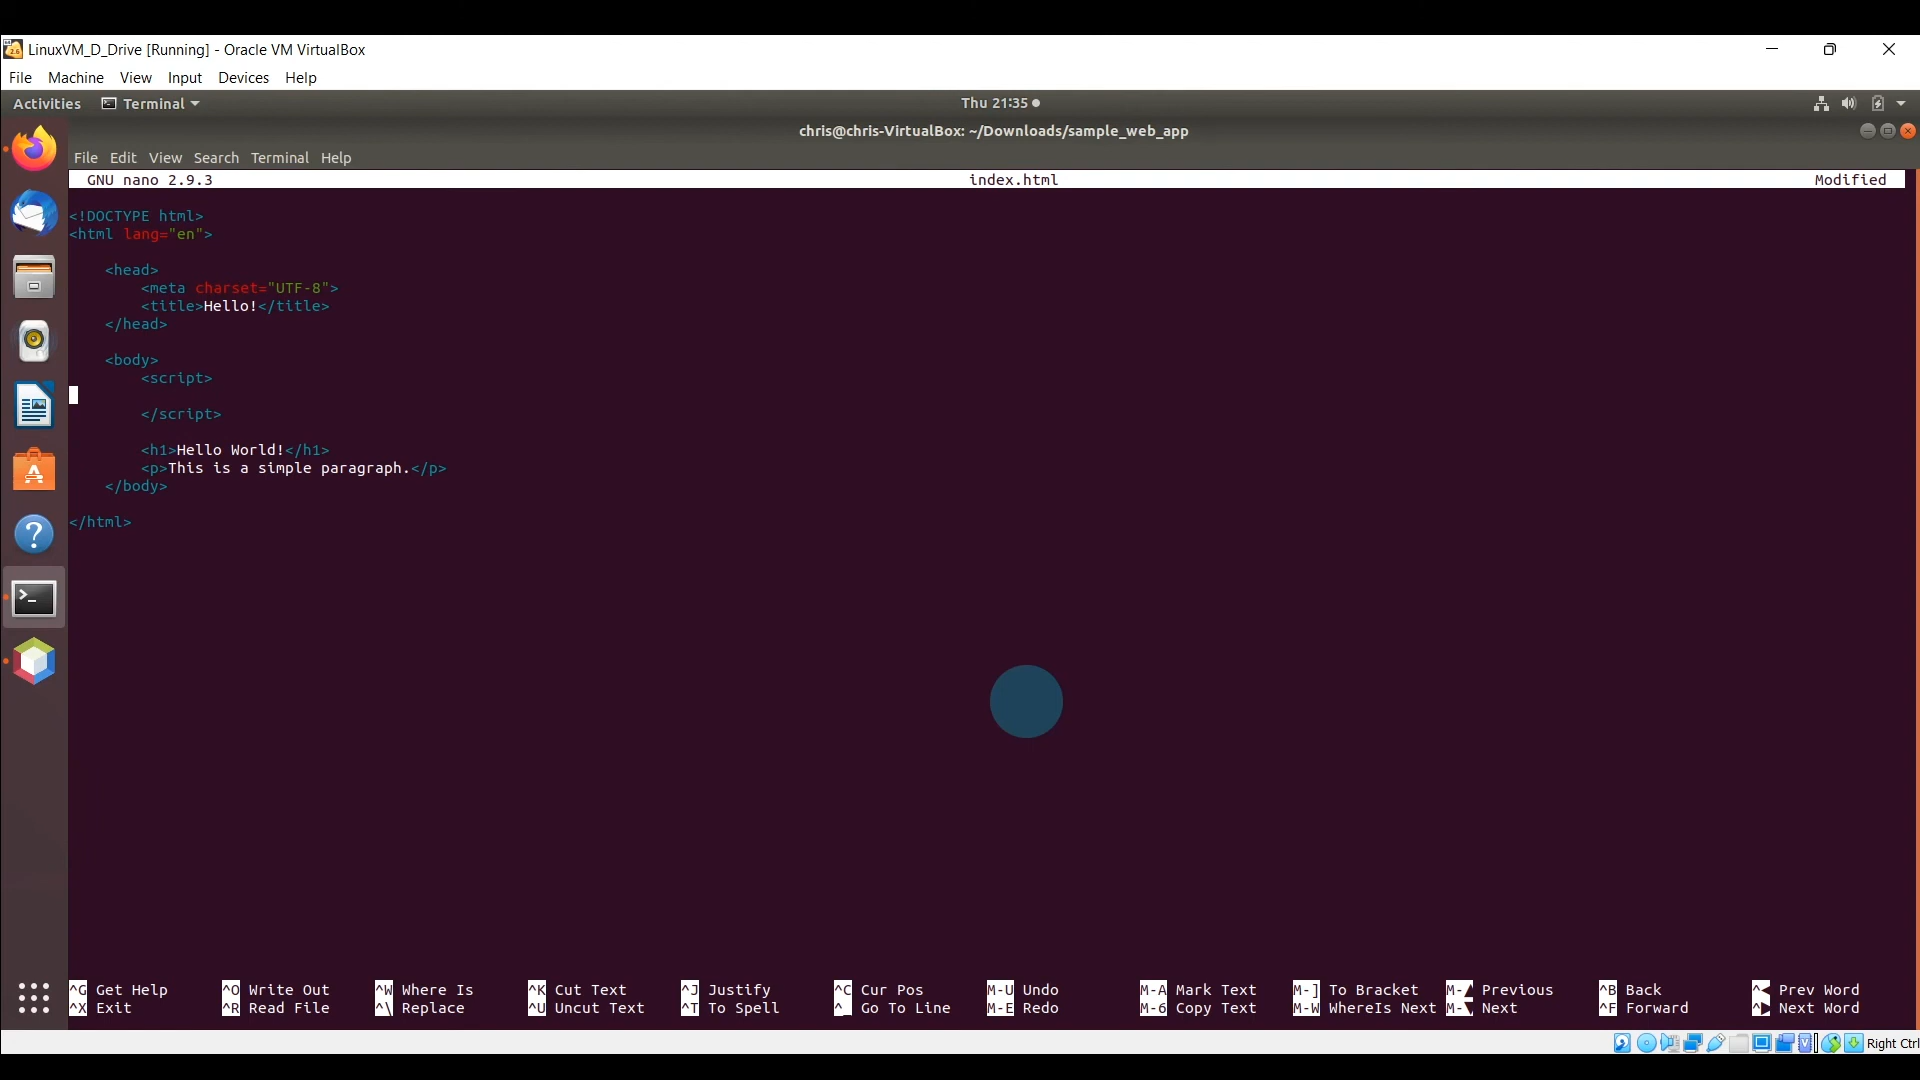 LinuxVM_D_Drive [Running] - Oracle VM VirtualBox
File Machine View Input Devices Help
Activities Terminal Thu 21:35
chris@chris-VirtualBox: ~/Downloads/sample_web_app
File Edit View Search Terminal Help
GNU nano 2.9.3 index.html Modified
<!DOCTYPE html>
<html lang="en">
<head>
<meta charset="UTF-8">
<title>Hello!</title>
</head>
<body>
<script>
</script>
<h1>Hello World!</h1>
<p>This is a simple paragraph.</p>
</body>
</html>
^G Get Help ^O Write Out ^W Where Is ^K Cut Text ^J Justify ^C Cur Pos M-U Undo M-A Mark Text M-] To Bracket M-▲ Previous ^B Back ^◀ Prev Word
^X Exit ^R Read File ^\ Replace ^U Uncut Text ^T To Spell ^_ Go To Line M-E Redo M-6 Copy Text M-W WhereIs Next M-▼ Next ^F Forward ^▶ Next Word
Right Ctrl